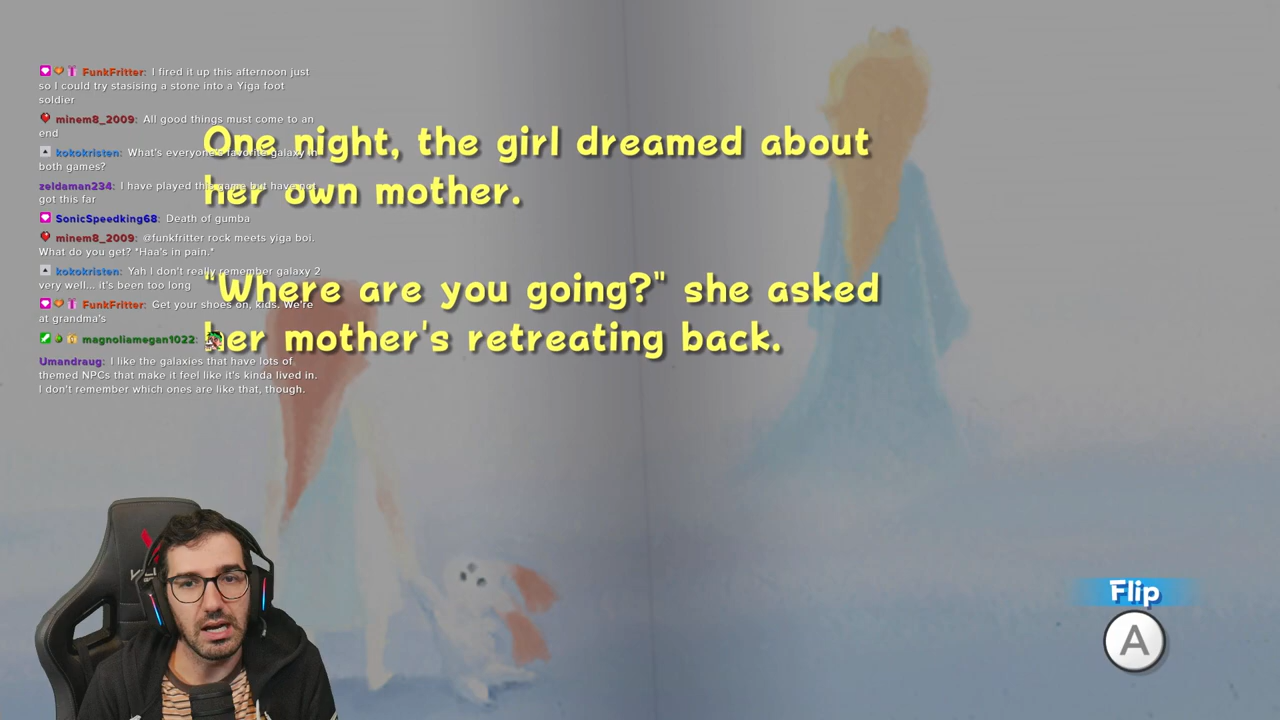 FunkFritter: I fired it up this afternoon just
so I could try stasising a stone into a Yiga foot
soldier
minem8_2009: All good things must come to an
end
kokokristen: What's everyone's favorite galaxy in
both games?
zeldaman234: I have played this game but have not
got this far
SonicSpeedking68: Death of gumba
minem8_2009: @funkfritter rock meets yiga boi.
What do you get? *Haa's in pain.*
kokokristen: Yah I don't really remember galaxy 2
very well... it's been too long
FunkFritter: Get your shoes on, kids. We're
at grandma's
magnoliamegan1022:
Umandraug: I like the galaxies that have lots of
themed NPCs that make it feel like it's kinda lived in.
I don't remember which ones are like that, though.
One night, the girl dreamed about
her own mother.
"Where are you going?" she asked
her mother's retreating back.
Flip
A